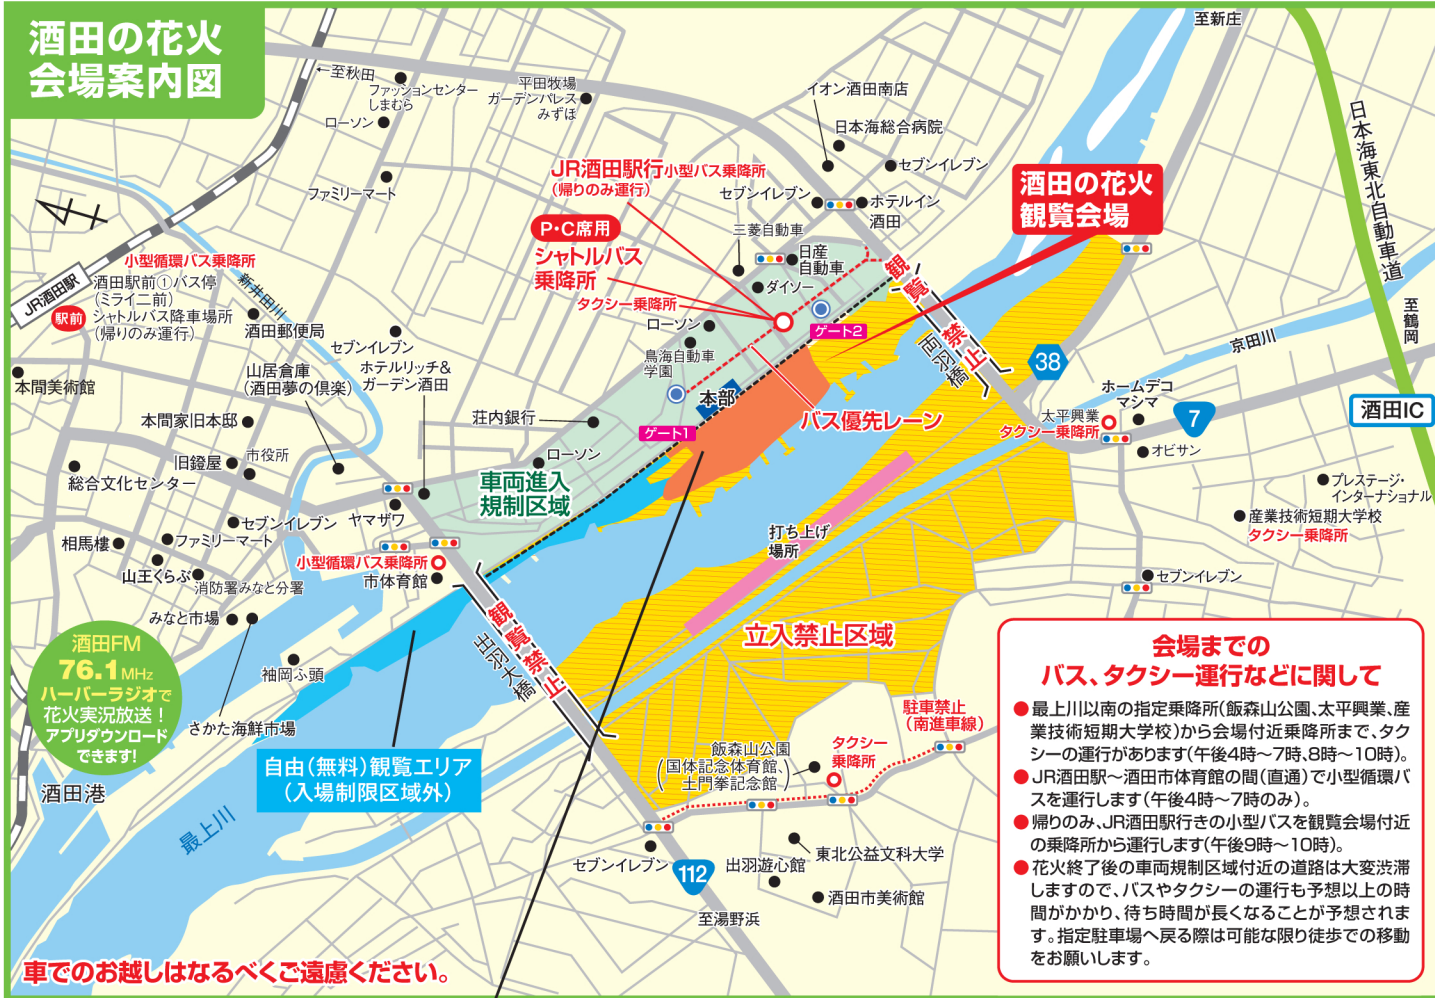 酒田の花火
会場案内図
←至秋田
ファッションセンター
しまむら
ローソン
平田牧場
ガーデンパレス
みずほ
ファミリーマート
イオン酒田南店
日本海総合病院
セブンイレブン
至新庄
日本海東北自動車道
至鶴岡
JR酒田駅行小型バス乗降所
(帰りのみ運行)
P・C席用
シャトルバス
乗降所
タクシー乗降所
セブンイレブン
ホテルイン
酒田
三菱自動車
日産
自動車
ダイソー
酒田の花火
観覧会場
JR酒田駅
小型循環バス乗降所
酒田駅前①バス停
(ミライニ前)
シャトルバス降車場所
(帰りのみ運行)
駅前
新井田川
酒田郵便局
セブンイレブン
ホテルリッチ&
ガーデン酒田
山居倉庫
(酒田夢の倶楽)
本間美術館
本間家旧本邸
市役所
旧鐙屋
総合文化センター
荘内銀行
ローソン
ローソン
鳥海自動車
学園
ゲート2
ゲート1
本部
観覧禁止
両羽橋
バス優先レーン
38
京田川
ホームデコ
マシマ
太平興業
タクシー乗降所
7
オビサン
酒田IC
プレステージ・
インターナショナル
産業技術短期大学校
タクシー乗降所
セブンイレブン
車両進入
規制区域
セブンイレブン
ヤマザワ
ファミリーマート
相馬樓
山王くらぶ
消防署みなと分署
みなと市場
小型循環バス乗降所
市体育館
打ち上げ
場所
立入禁止区域
観覧禁止
出羽大橋
袖岡ふ頭
さかた海鮮市場
酒田FM
76.1MHz
ハーバーラジオで
花火実況放送!
アプリダウンロード
できます!
酒田港
最上川
自由(無料)観覧エリア
(入場制限区域外)
駐車禁止
(南進車線)
タクシー
乗降所
飯森山公園
(国体記念体育館、
土門拳記念館)
セブンイレブン
112
出羽遊心館
東北公益文科大学
酒田市美術館
至湯野浜
会場までの
バス、タクシー運行などに関して
●最上川以南の指定乗降所(飯森山公園、太平興業、産
業技術短期大学校)から会場付近乗降所まで、タク
シーの運行があります(午後4時〜7時、8時〜10時)。
●JR酒田駅〜酒田市体育館の間(直通)で小型循環バ
スを運行します(午後4時〜7時のみ)。
●帰りのみ、JR酒田駅行きの小型バスを観覧会場付近
の乗降所から運行します(午後9時〜10時)。
●花火終了後の車両規制区域付近の道路は大変渋滞
しますので、バスやタクシーの運行も予想以上の時
間がかかり、待ち時間が長くなることが予想されま
す。指定駐車場へ戻る際は可能な限り徒歩での移動
をお願いします。
車でのお越しはなるべくご遠慮ください。